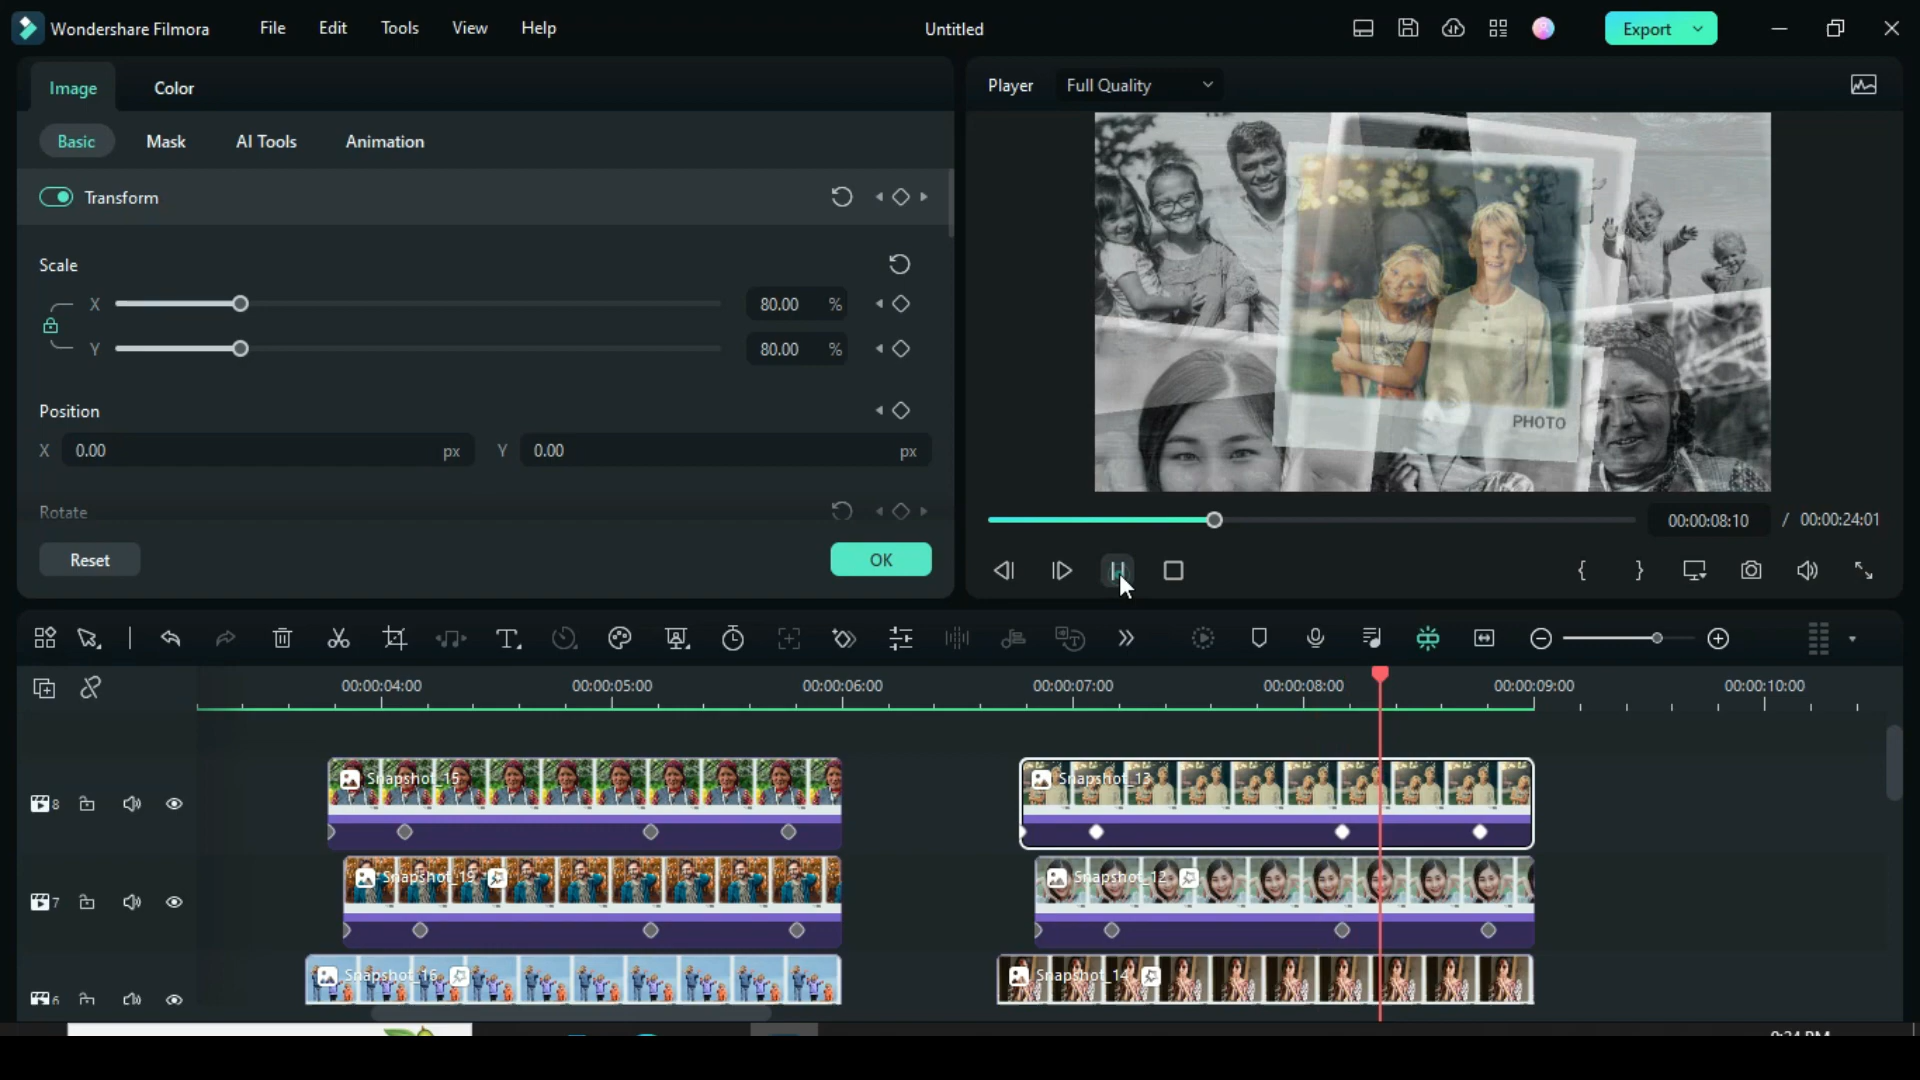 Wondershare Filmora File Edit Tools View Help Untitled Export
Image Color
Player Full Quality
Basic Mask AI Tools Animation
Transform
Scale
X 80.00 %
Y 80.00 %
Position
X 0.00 px Y 0.00 px
Rotate
Reset OK
PHOTO
00:00:08:10 / 00:00:24:01
00:00:04:00 00:00:05:00 00:00:06:00 00:00:07:00 00:00:08:00 00:00:09:00 00:00:10:00
8 Snapshot_15 Snapshot_13
7 Snapshot_19 Snapshot_12
6 Snapshot_16 Snapshot_14